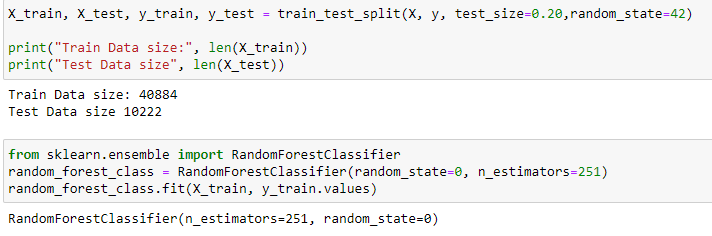 X_train, X_test, y_train, y_test = train_test_split(X, y, test_size=0.20,random_state=42)
print("Train Data size:", len(X_train))
print("Test Data size", len(X_test))
Train Data size: 40884
Test Data size 10222
from sklearn.ensemble import RandomForestClassifier
random_forest_class = RandomForestClassifier(random_state=0, n_estimators=251)
random_forest_class.fit(X_train, y_train.values)
RandomForestClassifier(n_estimators=251, random_state=0)